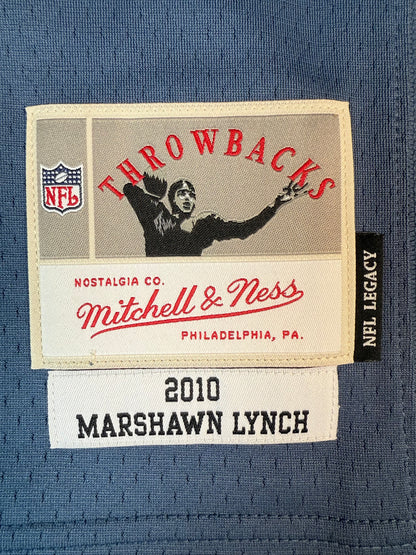 THROWBACKS
NFL
NOSTALGIA CO.
Mitchell & Ness
PHILADELPHIA, PA.
NFL LEGACY
2010
MARSHAWN LYNCH